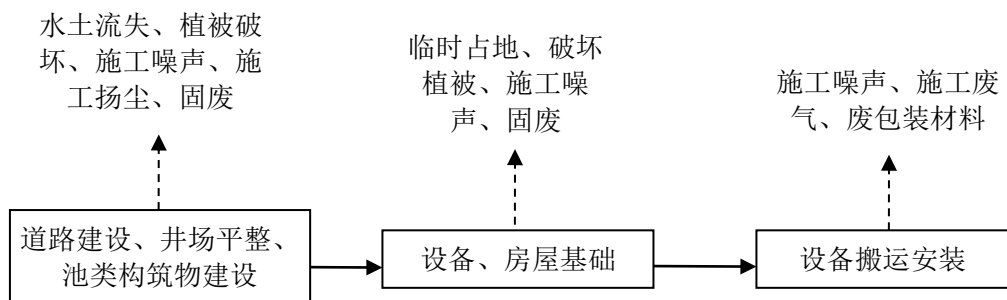 水土流失、植被破
坏、施工噪声、施
工扬尘、固废
临时占地、破坏
植被、施工噪
声、固废
施工噪声、施工废
气、废包装材料
道路建设、井场平整、
池类构筑物建设
设备、房屋基础
设备搬运安装